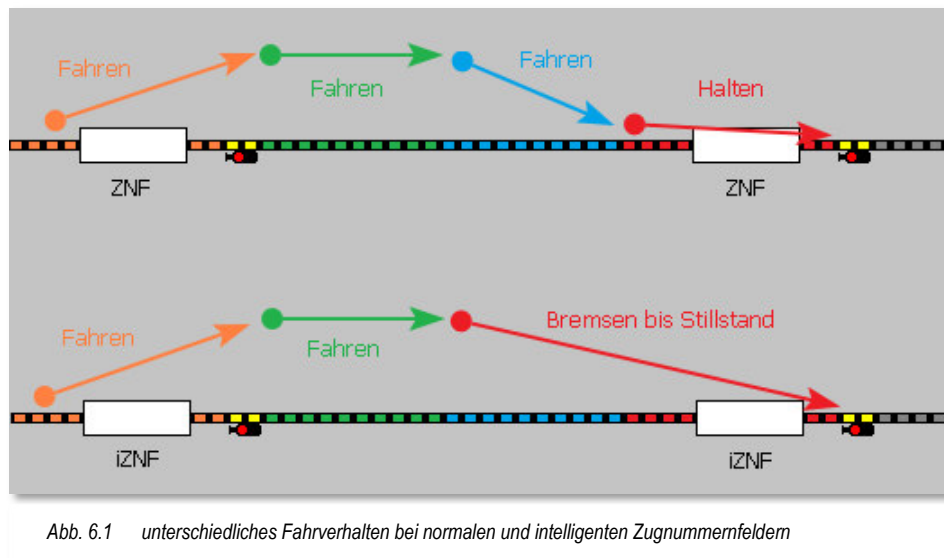 Fahren
Fahren
Fahren
Halten
ZNF
ZNF
Fahren
Fahren
Bremsen bis Stillstand
iZNF
iZNF
Abb. 6.1 unterschiedliches Fahrverhalten bei normalen und intelligenten Zugnummernfeldern